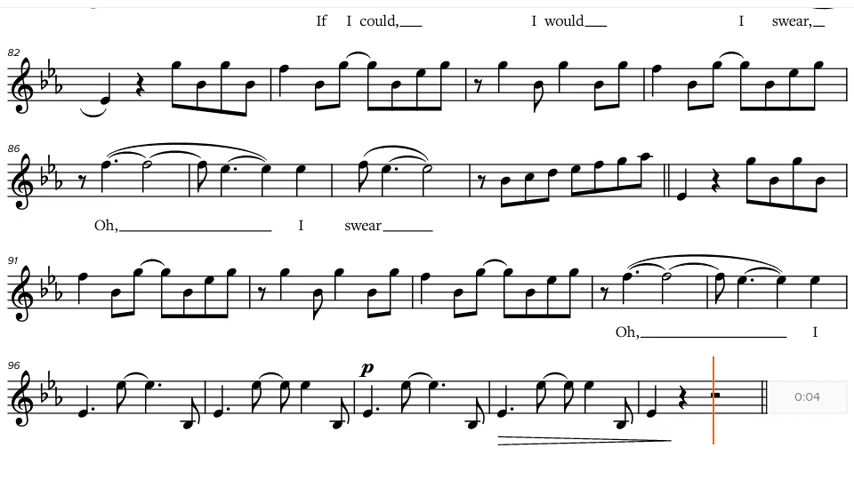 If I could, I would I swear,
82
86
Oh, I swear
91
Oh, I
96
p
0:04